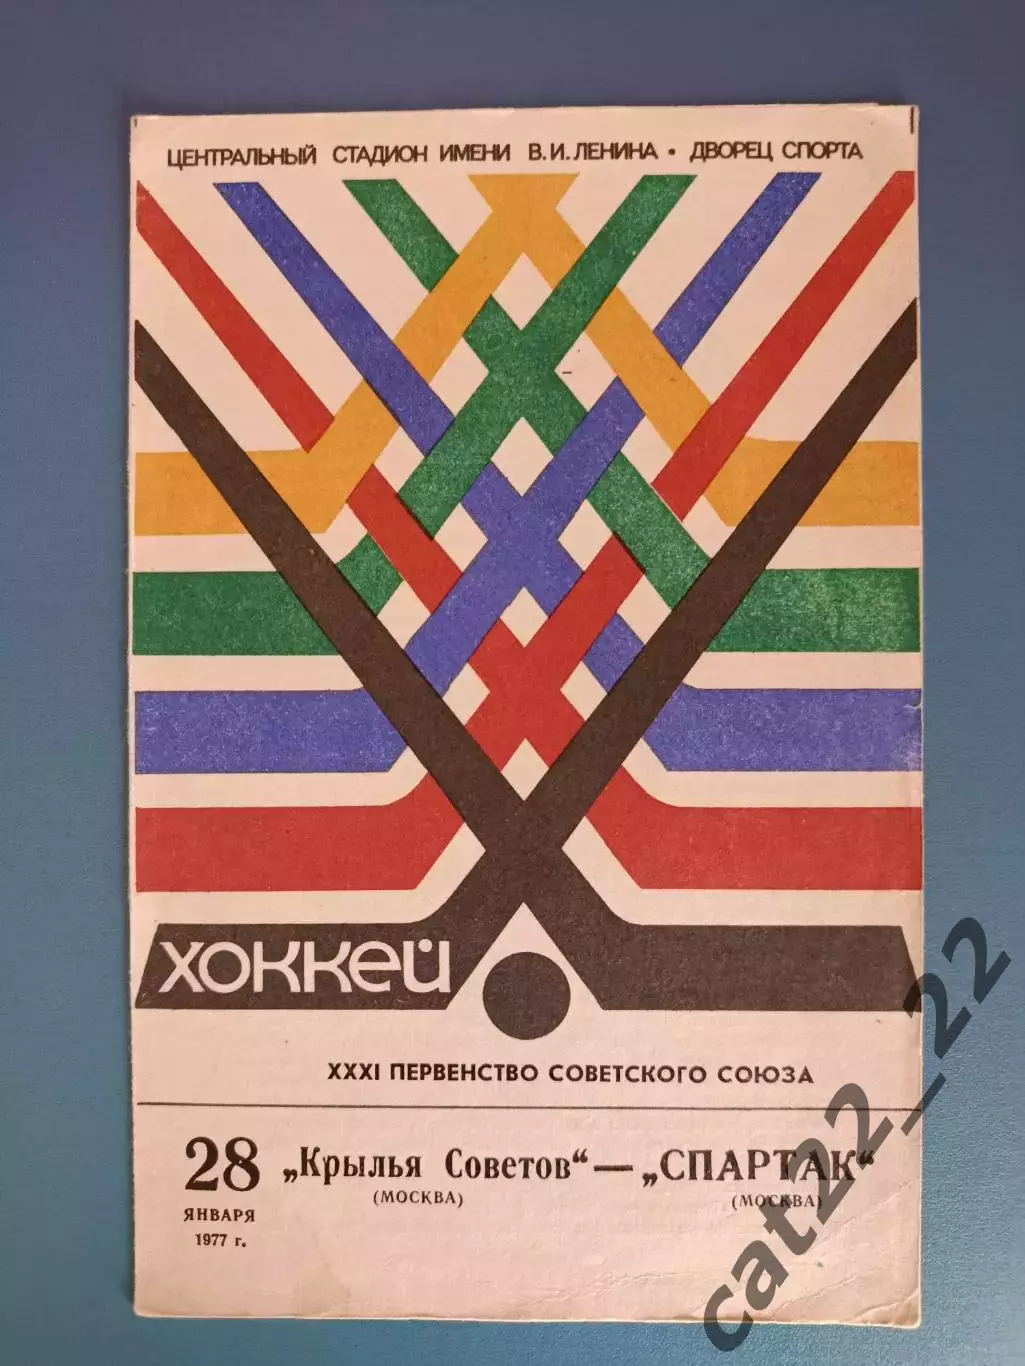 ЦЕНТРАЛЬНЫЙ СТАДИОН ИМЕНИ В.И.ЛЕНИНА • ДВОРЕЦ СПОРТА
ХОККЕЙ
XXXI ПЕРВЕНСТВО СОВЕТСКОГО СОЮЗА
28 „Крылья Советов“ — „СПАРТАК“
(МОСКВА) (МОСКВА)
ЯНВАРЯ
1977 г.
cat22_22